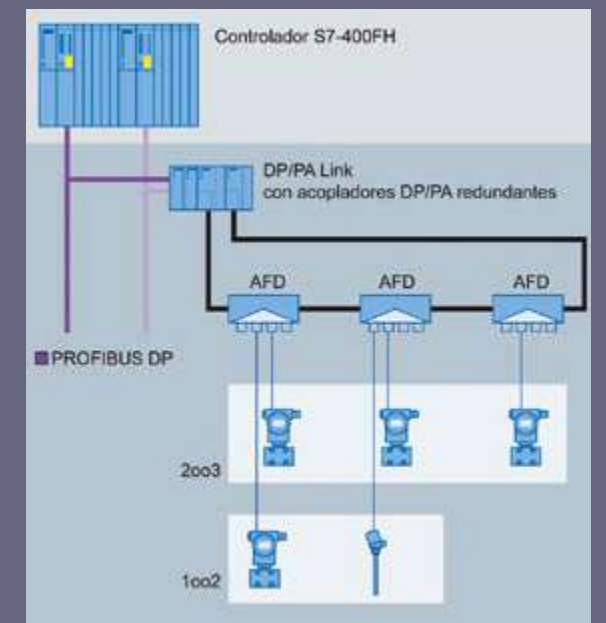 Controlador S7-400FH
DP/PA Link
con acopladores DP/PA redundantes
AFD
AFD
AFD
PROFIBUS DP
2oo3
1oo2